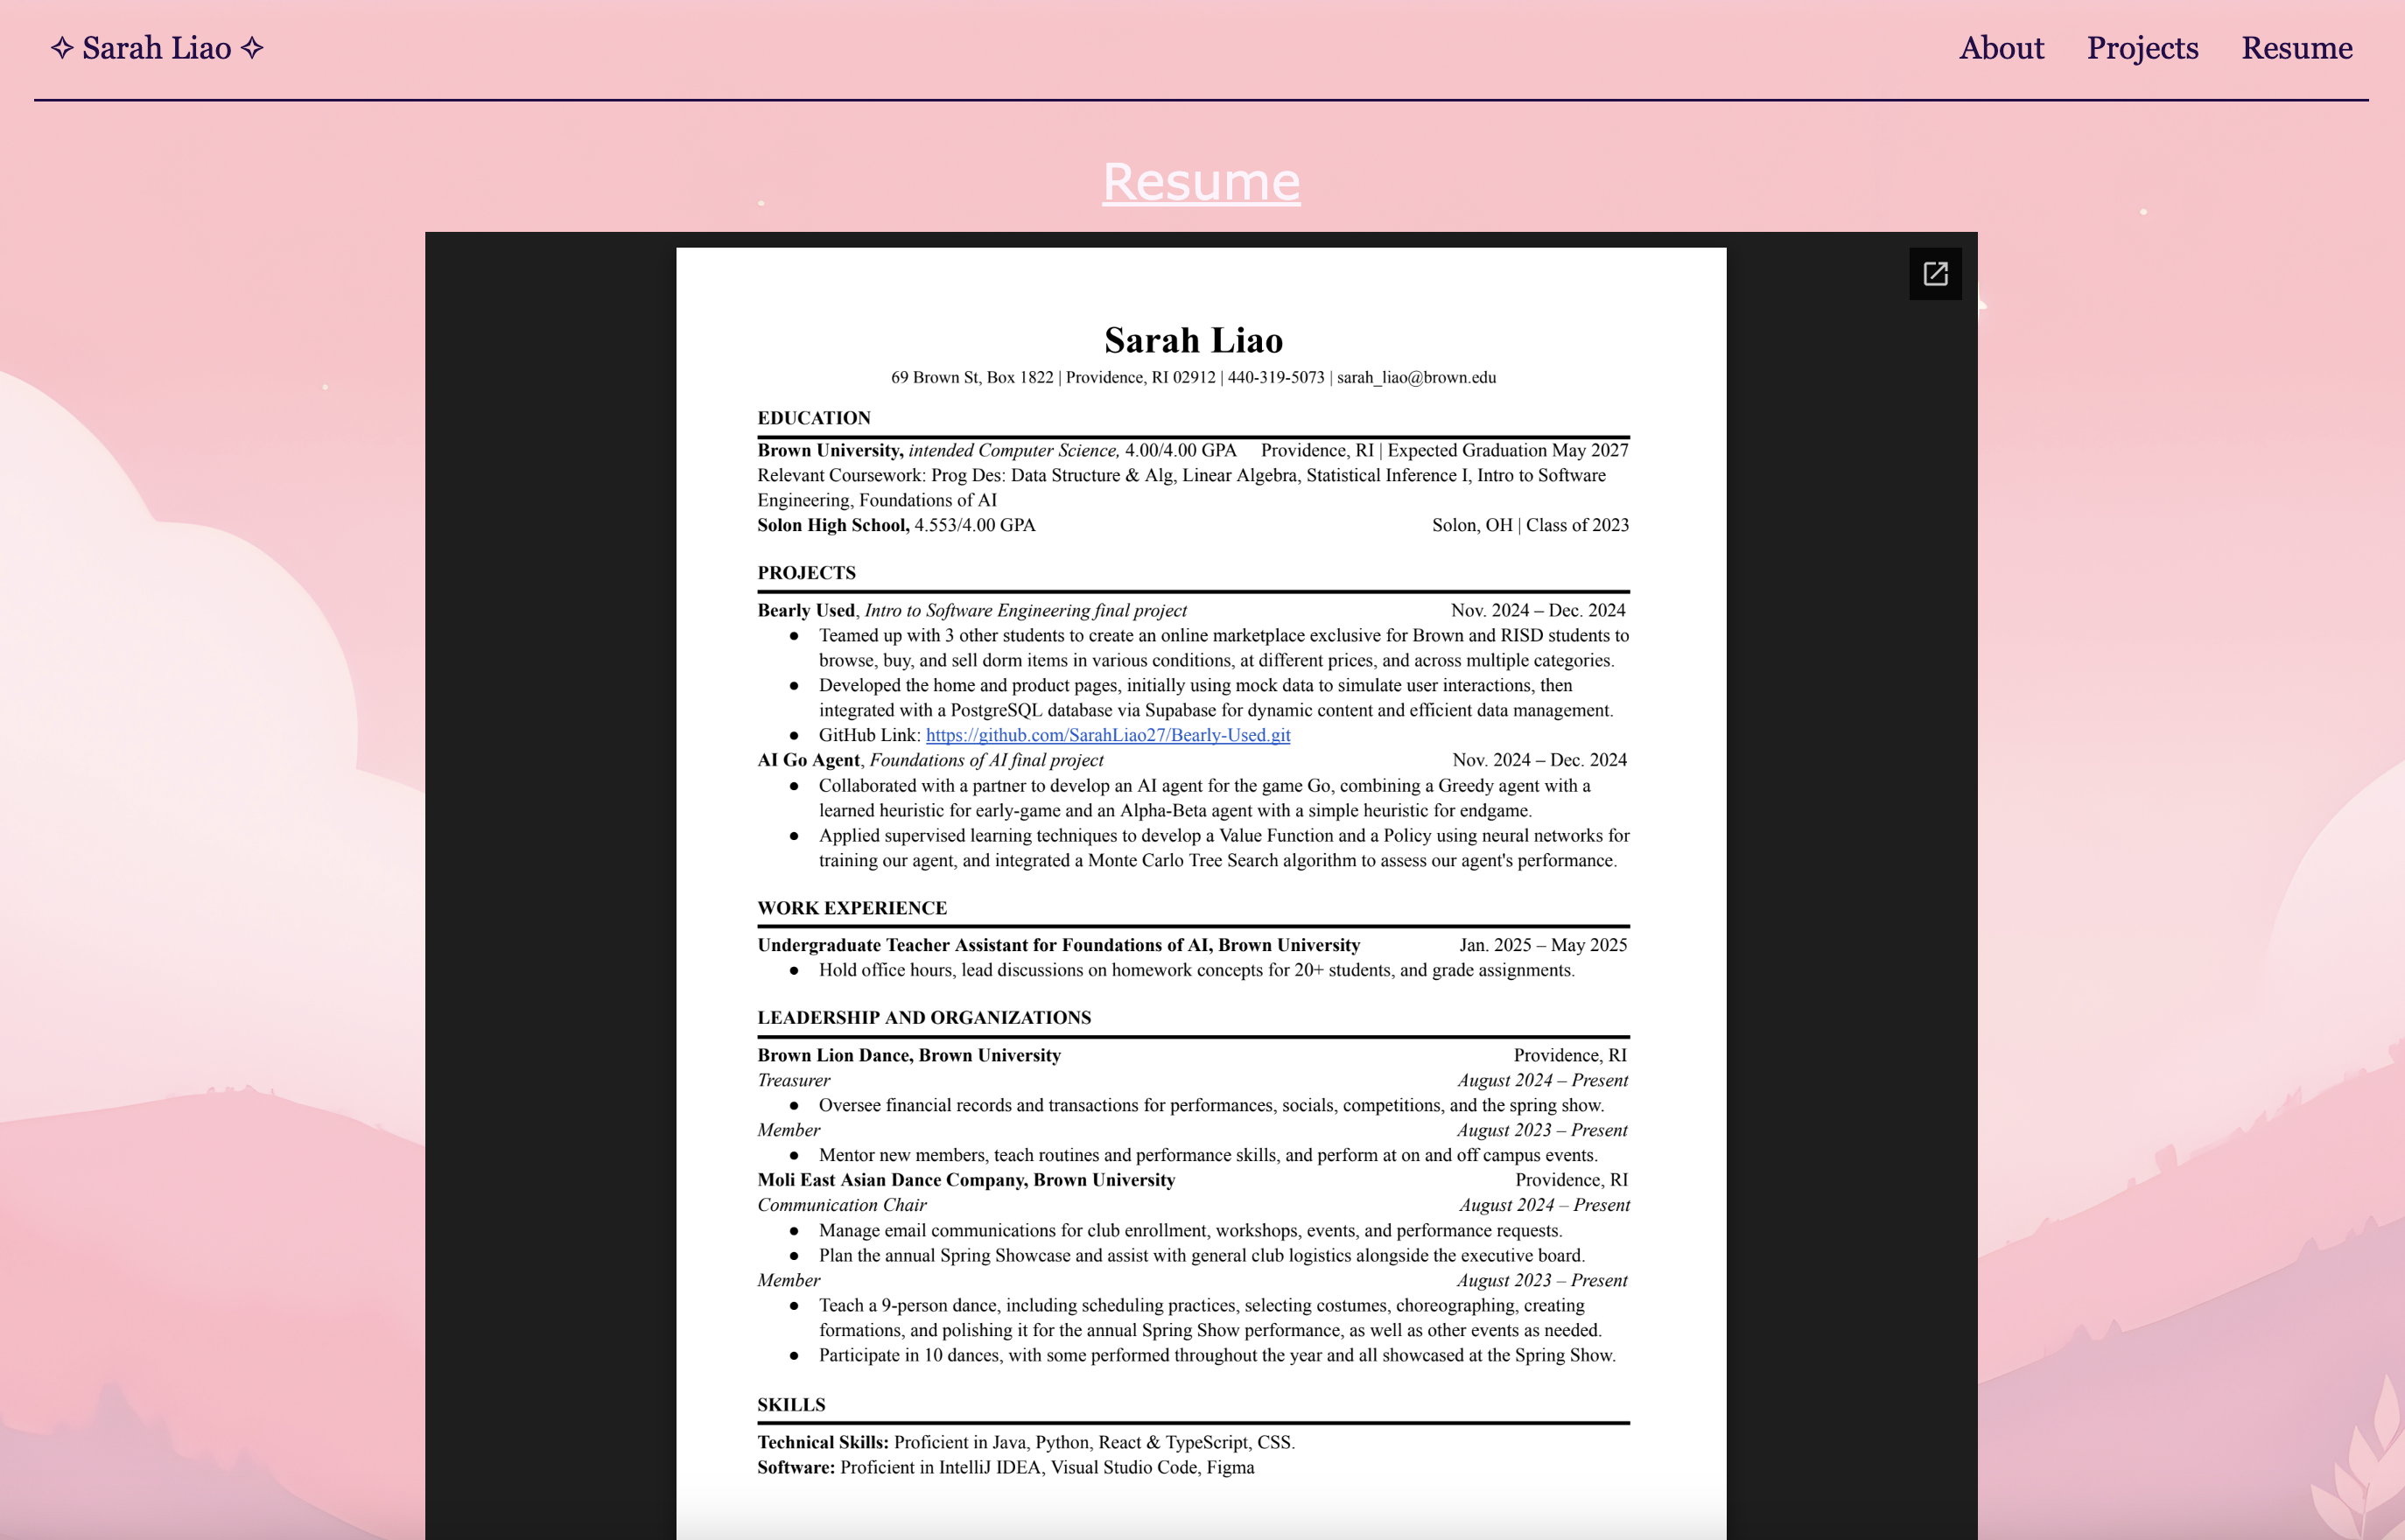 ✧ Sarah Liao ✧
About Projects Resume
Resume
Sarah Liao
69 Brown St, Box 1822 | Providence, RI 02912 | 440-319-5073 | sarah_liao@brown.edu
EDUCATION
Brown University, intended Computer Science, 4.00/4.00 GPA Providence, RI | Expected Graduation May 2027
Relevant Coursework: Prog Des: Data Structure & Alg, Linear Algebra, Statistical Inference I, Intro to Software
Engineering, Foundations of AI
Solon High School, 4.553/4.00 GPA Solon, OH | Class of 2023
PROJECTS
Bearly Used, Intro to Software Engineering final project Nov. 2024 – Dec. 2024
● Teamed up with 3 other students to create an online marketplace exclusive for Brown and RISD students to
browse, buy, and sell dorm items in various conditions, at different prices, and across multiple categories.
● Developed the home and product pages, initially using mock data to simulate user interactions, then
integrated with a PostgreSQL database via Supabase for dynamic content and efficient data management.
● GitHub Link: https://github.com/SarahLiao27/Bearly-Used.git
AI Go Agent, Foundations of AI final project Nov. 2024 – Dec. 2024
● Collaborated with a partner to develop an AI agent for the game Go, combining a Greedy agent with a
learned heuristic for early-game and an Alpha-Beta agent with a simple heuristic for endgame.
● Applied supervised learning techniques to develop a Value Function and a Policy using neural networks for
training our agent, and integrated a Monte Carlo Tree Search algorithm to assess our agent's performance.
WORK EXPERIENCE
Undergraduate Teacher Assistant for Foundations of AI, Brown University Jan. 2025 – May 2025
● Hold office hours, lead discussions on homework concepts for 20+ students, and grade assignments.
LEADERSHIP AND ORGANIZATIONS
Brown Lion Dance, Brown University Providence, RI
Treasurer August 2024 – Present
● Oversee financial records and transactions for performances, socials, competitions, and the spring show.
Member August 2023 – Present
● Mentor new members, teach routines and performance skills, and perform at on and off campus events.
Moli East Asian Dance Company, Brown University Providence, RI
Communication Chair August 2024 – Present
● Manage email communications for club enrollment, workshops, events, and performance requests.
● Plan the annual Spring Showcase and assist with general club logistics alongside the executive board.
Member August 2023 – Present
● Teach a 9-person dance, including scheduling practices, selecting costumes, choreographing, creating
formations, and polishing it for the annual Spring Show performance, as well as other events as needed.
● Participate in 10 dances, with some performed throughout the year and all showcased at the Spring Show.
SKILLS
Technical Skills: Proficient in Java, Python, React & TypeScript, CSS.
Software: Proficient in IntelliJ IDEA, Visual Studio Code, Figma